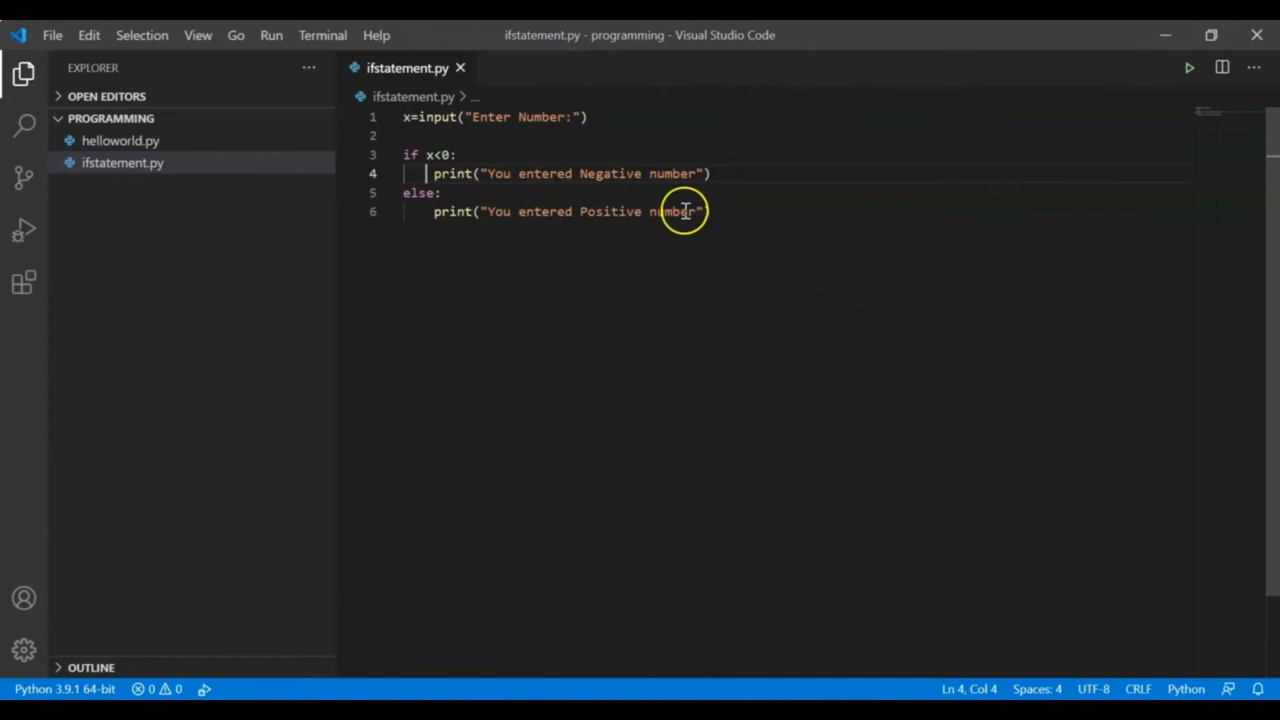 File Edit Selection View Go Run Terminal Help
ifstatement.py - programming - Visual Studio Code
EXPLORER
OPEN EDITORS
PROGRAMMING
helloworld.py
ifstatement.py
OUTLINE
ifstatement.py
ifstatement.py > ...
1 x=input("Enter Number:")
2
3 if x<0:
4 print("You entered Negative number")
5 else:
6 print("You entered Positive number")
Python 3.9.1 64-bit 0 0 Ln 4, Col 4 Spaces: 4 UTF-8 CRLF Python